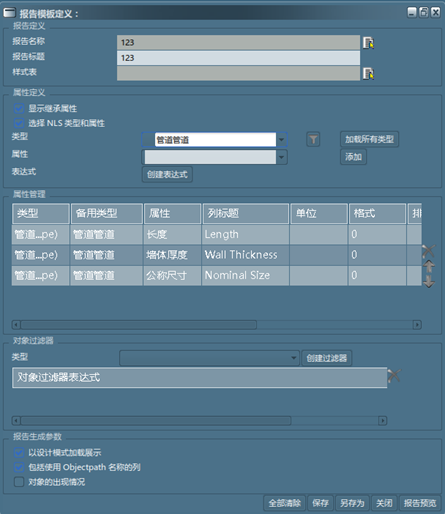 报告模板定义：
报告定义
报告名称 123
报告标题 123
样式表
属性定义
显示继承属性
选择 NLS 类型和属性
类型 管道管道 加载所有类型
属性 添加
表达式 创建表达式
属性管理
类型 备用类型 属性 列标题 单位 格式 排
管道...pe) 管道管道 长度 Length 0
管道...pe) 管道管道 墙体厚度 Wall Thickness 0
管道...pe) 管道管道 公称尺寸 Nominal Size 0
对象过滤器
类型 创建过滤器
对象过滤器表达式
报告生成参数
以设计模式加载展示
包括使用 Objectpath 名称的列
对象的出现情况
全部清除 保存 另存为 关闭 报告预览